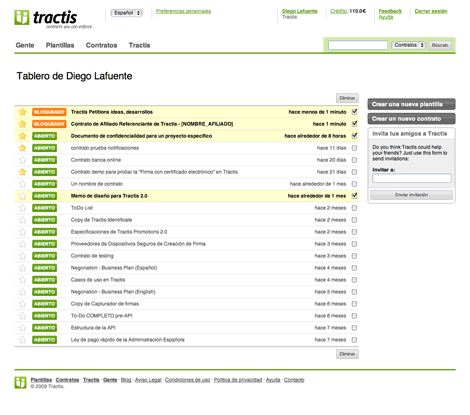 tractis
contracts you can enforce
Español
Preferencias personales
Diego Lafuente
Tractis
Crédito: 110.0€
Feedback
Ayuda
Cerrar sesión
Gente Plantillas Contratos Tractis
Contratos Búscalo
Tablero de Diego Lafuente
Eliminar
BLOQUEADO Tractis Petitions ideas, desarrollos hace menos de 1 minuto
BLOQUEADO Contrato de Afiliado Referenciante de Tractis - [NOMBRE_AFILIADO] hace 1 minuto
ABIERTO Documento de confidencialidad para un proyecto específico hace alrededor de 8 horas
ABIERTO contrato prueba notificaciones hace 11 días
ABIERTO Contrato banca online hace 20 días
ABIERTO Contrato demo para probar la "Firma con certificado electrónico" en Tractis hace 21 días
ABIERTO Un nombre de contrato hace alrededor de 1 mes
ABIERTO Memo de diseño para Tractis 2.0 hace alrededor de 1 mes
ABIERTO ToDo List hace 2 meses
ABIERTO Copy de Tractis-Identifícate hace 2 meses
ABIERTO Especificaciones de Tractis Promotions 2.0 hace 2 meses
ABIERTO Proveedores de Dispositivos Seguros de Creación de Firma hace 3 meses
ABIERTO Contrato de testing hace 3 meses
ABIERTO Negonation - Business Plan (Español) hace 4 meses
ABIERTO Casos de uso en Tractis hace 4 meses
ABIERTO Negonation - Business Plan (English) hace 5 meses
ABIERTO Copy de Capturador de firmas hace 6 meses
ABIERTO To-Do COMPLETO pre-API hace 6 meses
ABIERTO Estructura de la API hace 7 meses
ABIERTO Ley de pago rápido de la Administración Española hace 7 meses
Eliminar
Crear una nueva plantilla
Crear un nuevo contrato
Invita tus amigos a Tractis
Do you think Tractis could help
your friends? Just use this form to
send invitations:
Invitar a:
Enviar invitación
Plantillas · Contratos · Tractis · Gente · Blog · Aviso Legal · Condiciones de uso · Política de privacidad · Ayuda · Contacto
© 2009 Tractis.